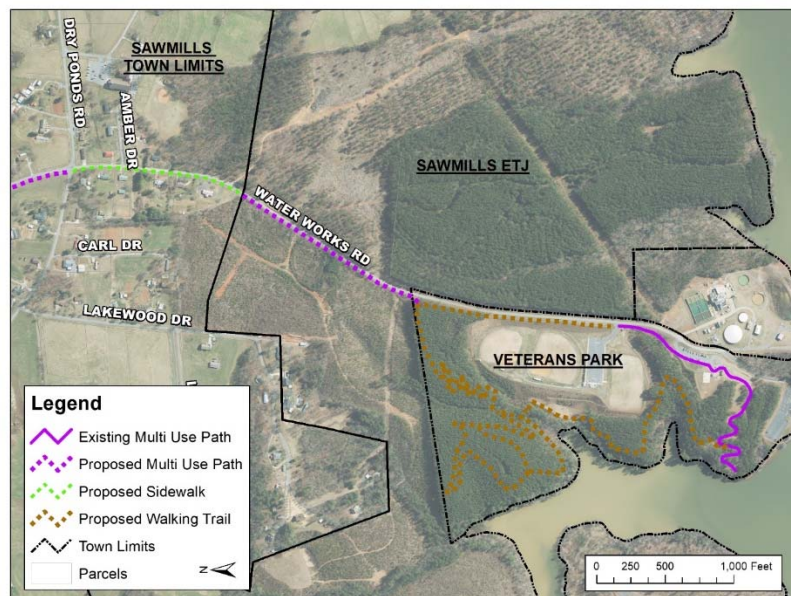 SAWMILLS
TOWN LIMITS
DRY PONDS RD
AMBER DR
SAWMILLS ETJ
WATER WORKS RD
CARL DR
LAKEWOOD DR
VETERANS PARK
Legend
Existing Multi Use Path
Proposed Multi Use Path
Proposed Sidewalk
Proposed Walking Trail
Town Limits
Parcels
N
0 250 500 1,000 Feet